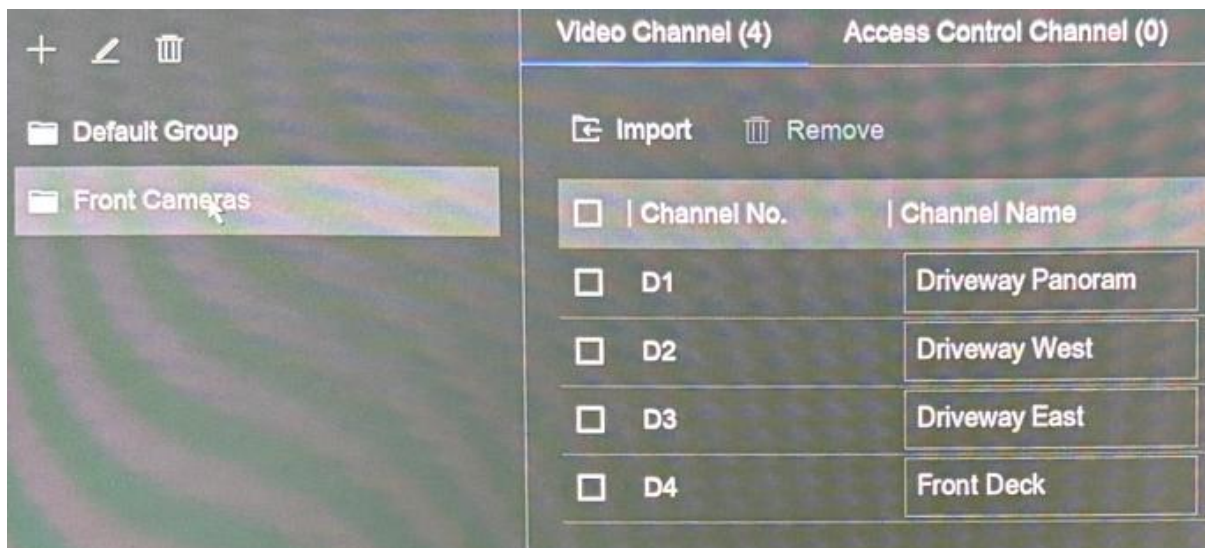 Video Channel (4) Access Control Channel (0)
Default Group
Import Remove
Front Cameras
Channel No. Channel Name
D1 Driveway Panoram
D2 Driveway West
D3 Driveway East
D4 Front Deck